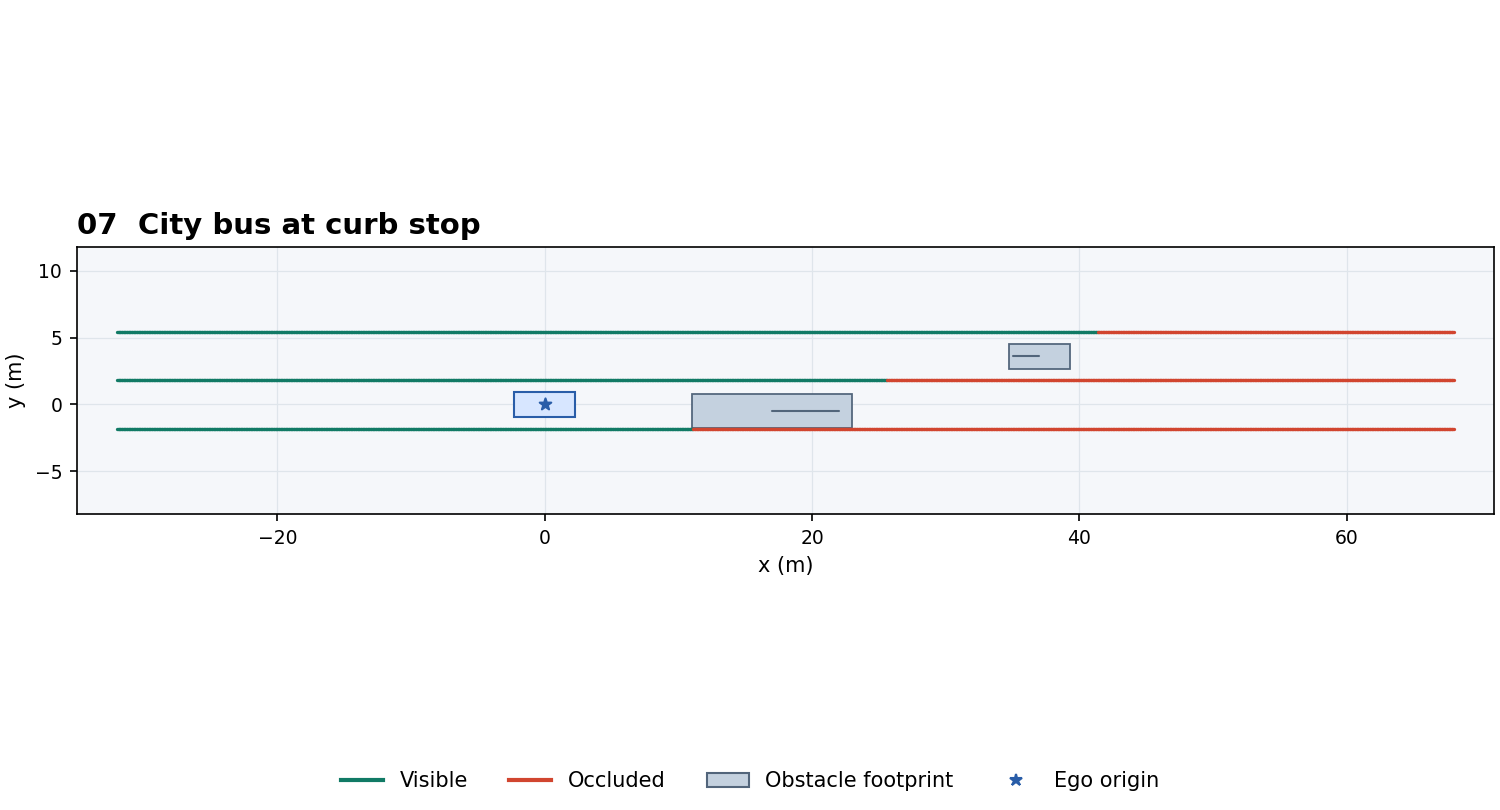 07 City bus at curb stop
10
5
0
−5
y (m)
−20 0 20 40 60
x (m)
Visible Occluded Obstacle footprint Ego origin